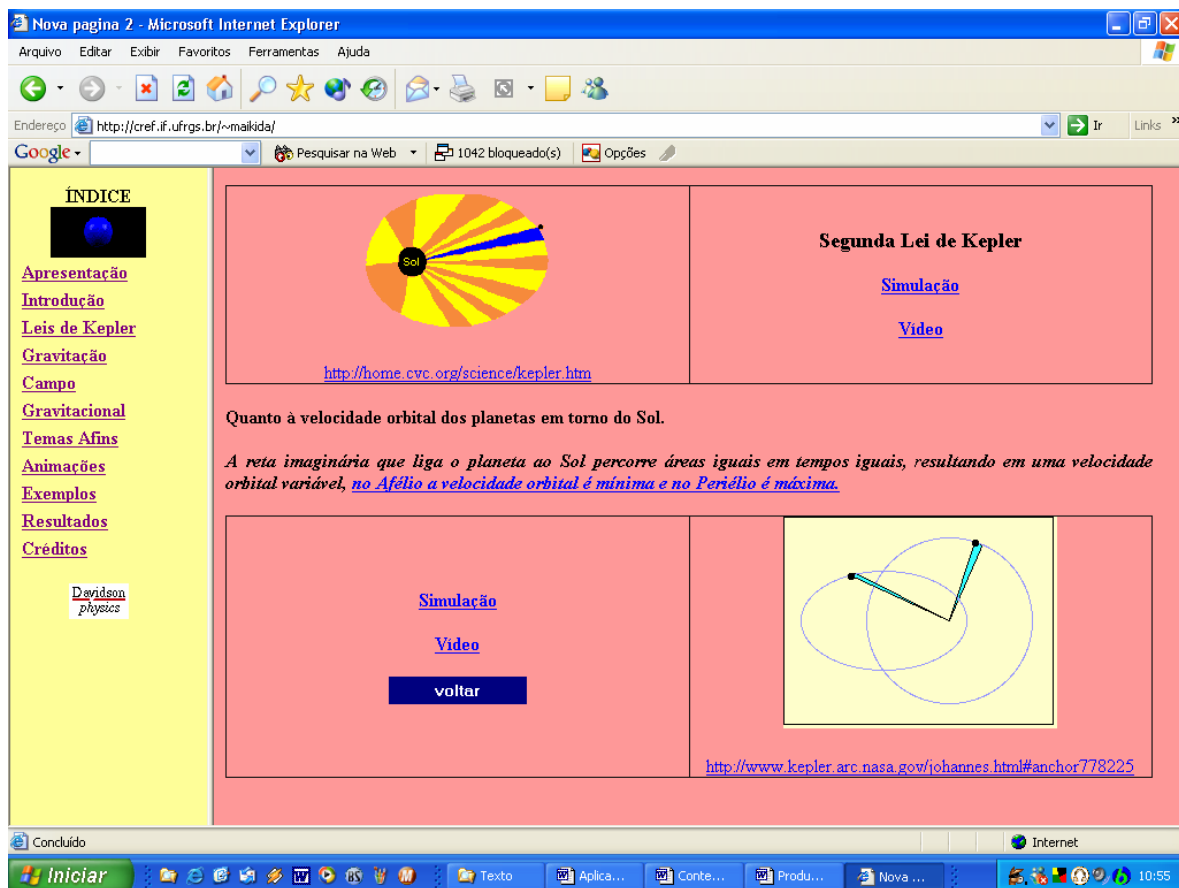 Nova pagina 2 - Microsoft Internet Explorer
Arquivo Editar Exibir Favoritos Ferramentas Ajuda
Endereço http://cref.if.ufrgs.br/~maikida/ Ir Links »
Google Pesquisar na Web 1042 bloqueado(s) Opções
ÍNDICE
Apresentação
Introdução
Leis de Kepler
Gravitação
Campo
Gravitacional
Temas Afins
Animações
Exemplos
Resultados
Créditos
Davidson
physics
Sol
http://home.cvc.org/science/kepler.htm
Segunda Lei de Kepler
Simulação
Vídeo
Quanto à velocidade orbital dos planetas em torno do Sol.
A reta imaginária que liga o planeta ao Sol percorre áreas iguais em tempos iguais, resultando em uma velocidade
orbital variável, no Afélio a velocidade orbital é mínima e no Periélio é máxima.
Simulação
Vídeo
voltar
http://www.kepler.arc.nasa.gov/johannes.html#anchor778225
Concluído Internet
Iniciar Texto Aplica... Conte... Produ... Nova ... 10:55